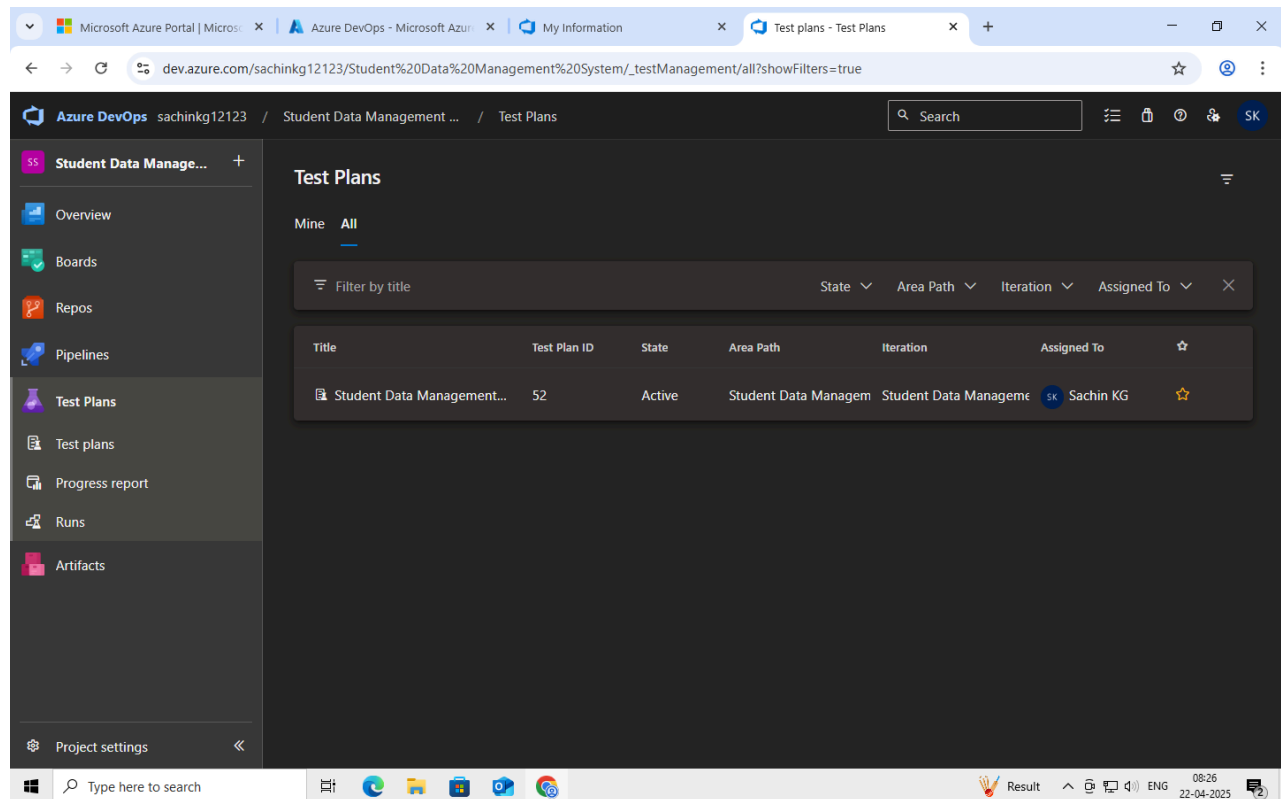 Microsoft Azure Portal | Microsc
Azure DevOps - Microsoft Azur
My Information
Test plans - Test Plans
dev.azure.com/sachinkg12123/Student%20Data%20Management%20System/_testManagement/all?showFilters=true
Azure DevOps sachinkg12123 / Student Data Management ... / Test Plans
Search
SK
SS Student Data Manage...
Overview
Boards
Repos
Pipelines
Test Plans
Test plans
Progress report
Runs
Artifacts
Project settings
Test Plans
Mine All
Filter by title State Area Path Iteration Assigned To
Title Test Plan ID State Area Path Iteration Assigned To
Student Data Management... 52 Active Student Data Managem Student Data Manageme SK Sachin KG
Type here to search
Result
ENG
08:26
22-04-2025
2